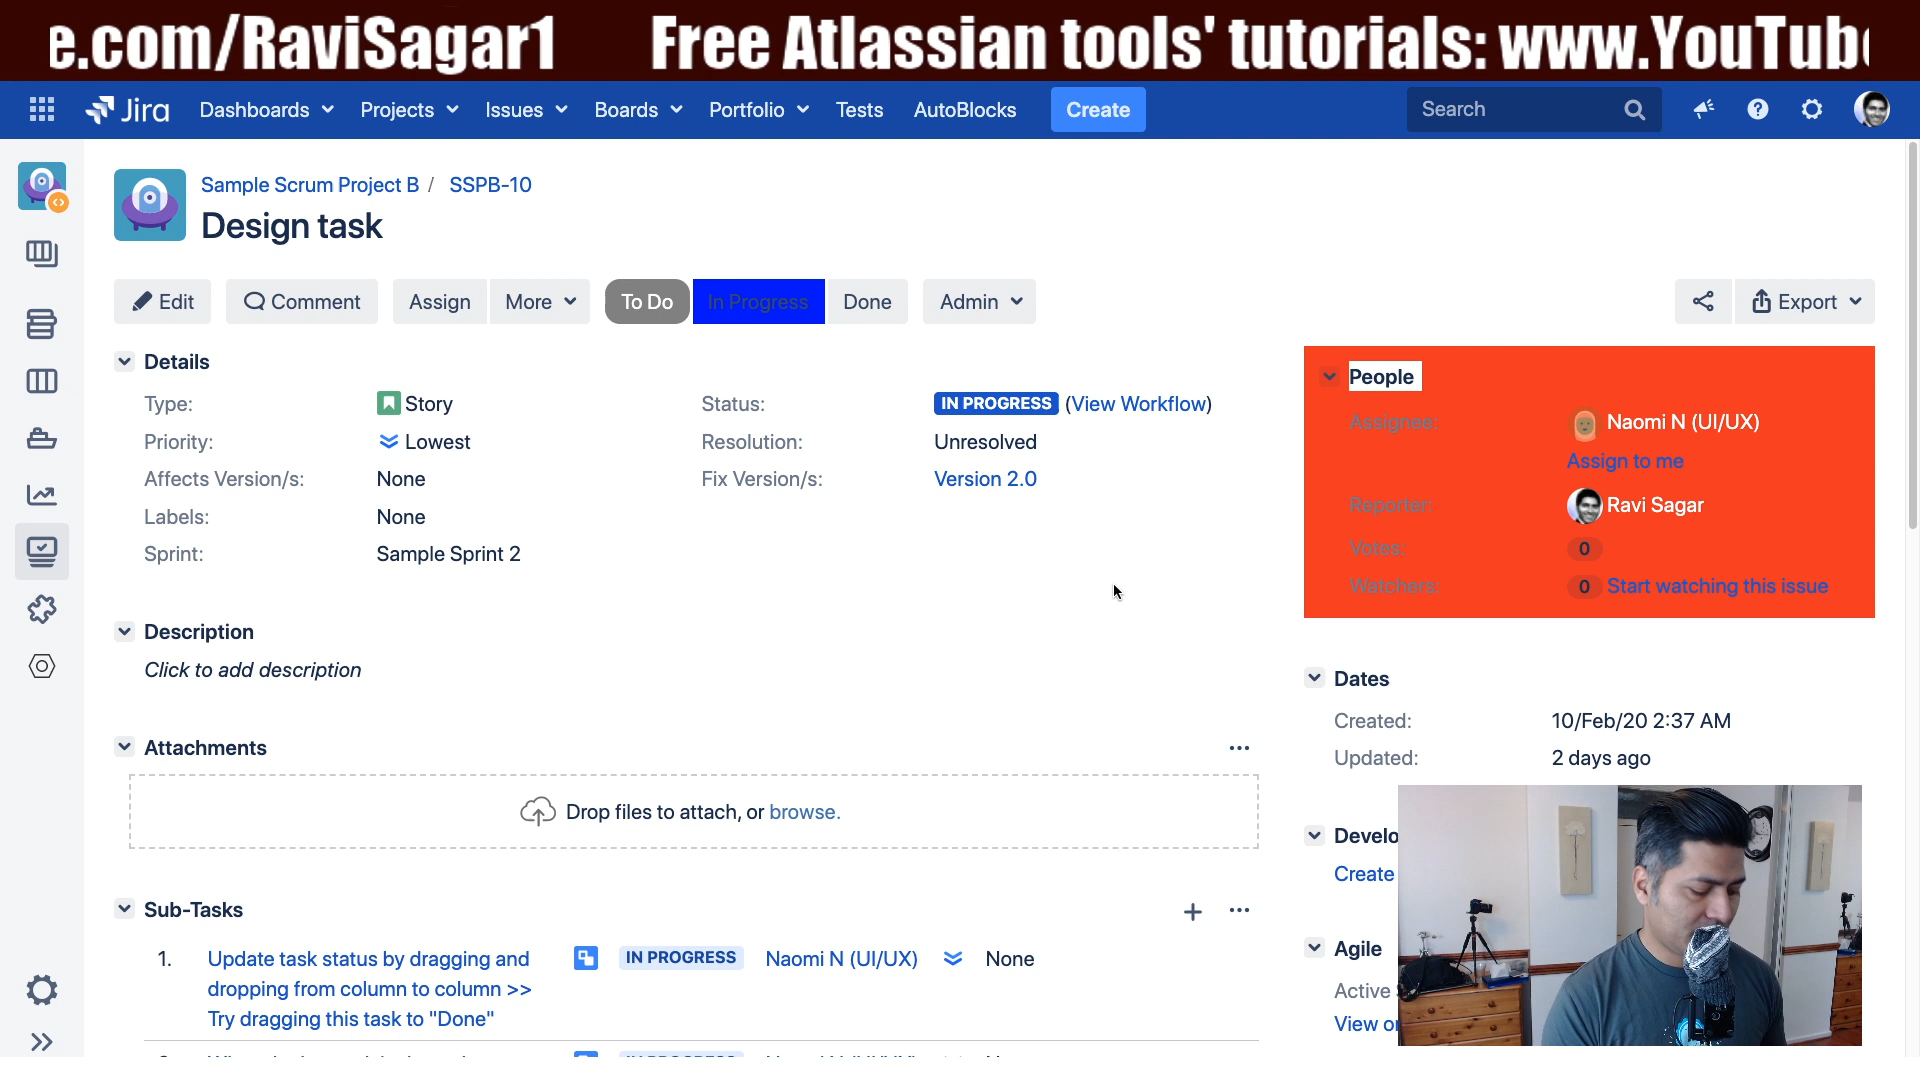 e.com/RaviSagar1 Free Atlassian tools' tutorials: www.YouTub
Jira Dashboards Projects Issues Boards Portfolio Tests AutoBlocks Create Search
Sample Scrum Project B / SSPB-10
Design task
Edit Comment Assign More To Do In Progress Done Admin Export
Details
Type: Story
Priority: Lowest
Affects Version/s: None
Labels: None
Sprint: Sample Sprint 2
Status: IN PROGRESS (View Workflow)
Resolution: Unresolved
Fix Version/s: Version 2.0
Description
Click to add description
Attachments
Drop files to attach, or browse.
Sub-Tasks
1. Update task status by dragging and dropping from column to column >>
Try dragging this task to "Done"
IN PROGRESS Naomi N (UI/UX) None
People
Assignee: Naomi N (UI/UX)
Assign to me
Reporter: Ravi Sagar
Votes: 0
Watchers: 0 Start watching this issue
Dates
Created: 10/Feb/20 2:37 AM
Updated: 2 days ago
Develo
Create
Agile
Active
View